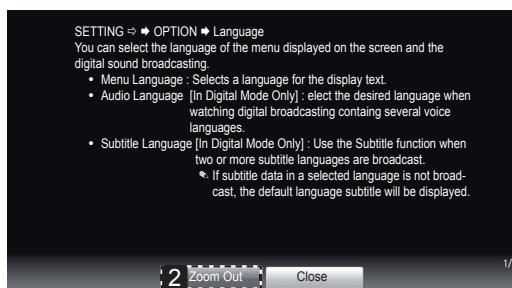 SETTING ⇨ ➡ OPTION ➡ Language
You can select the language of the menu displayed on the screen and the
digital sound broadcasting.
• Menu Language : Selects a language for the display text.
• Audio Language [In Digital Mode Only] : elect the desired language when
watching digital broadcasting containg several voice
languages.
• Subtitle Language [In Digital Mode Only] : Use the Subtitle function when
two or more subtitle languages are broadcast.
✎ If subtitle data in a selected language is not broad-
cast, the default language subtitle will be displayed.
1/
2 Zoom Out Close